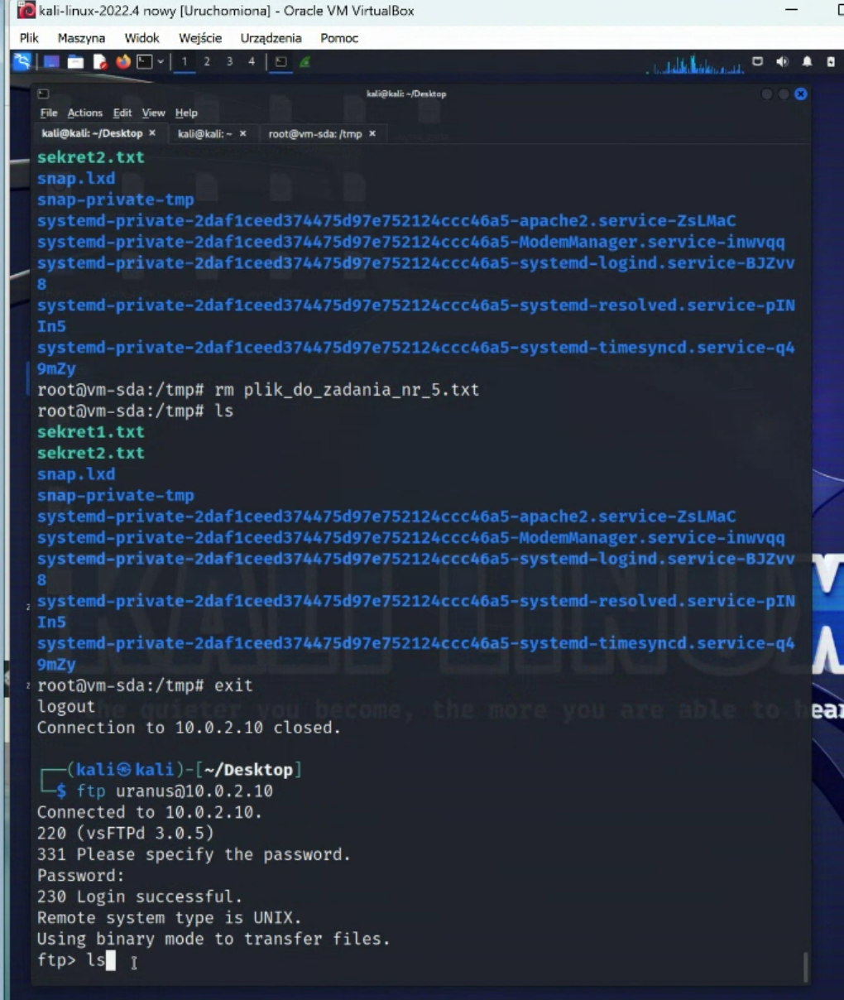 kali-linux-2022.4 nowy [Uruchomiona] - Oracle VM VirtualBox
Plik Maszyna Widok Wejście Urządzenia Pomoc
1 2 3 4
kali@kali: ~/Desktop
File Actions Edit View Help
kali@kali: ~/Desktop × kali@kali: ~ × root@vm-sda: /tmp ×
sekret2.txt
snap.lxd
snap-private-tmp
systemd-private-2daf1ceed374475d97e752124ccc46a5-apache2.service-ZsLMaC
systemd-private-2daf1ceed374475d97e752124ccc46a5-ModemManager.service-inwvqq
systemd-private-2daf1ceed374475d97e752124ccc46a5-systemd-logind.service-BJZvv
8
systemd-private-2daf1ceed374475d97e752124ccc46a5-systemd-resolved.service-pIN
In5
systemd-private-2daf1ceed374475d97e752124ccc46a5-systemd-timesyncd.service-q4
9mZy
root@vm-sda:/tmp# rm plik_do_zadania_nr_5.txt
root@vm-sda:/tmp# ls
sekret1.txt
sekret2.txt
snap.lxd
snap-private-tmp
systemd-private-2daf1ceed374475d97e752124ccc46a5-apache2.service-ZsLMaC
systemd-private-2daf1ceed374475d97e752124ccc46a5-ModemManager.service-inwvqq
systemd-private-2daf1ceed374475d97e752124ccc46a5-systemd-logind.service-BJZvv
8
systemd-private-2daf1ceed374475d97e752124ccc46a5-systemd-resolved.service-pIN
In5
systemd-private-2daf1ceed374475d97e752124ccc46a5-systemd-timesyncd.service-q4
9mZy
root@vm-sda:/tmp# exit
logout
Connection to 10.0.2.10 closed.
KALI LINUX
the quieter you become, the more you are able to hear
┌──(kali㉿kali)-[~/Desktop]
└─$ ftp uranus@10.0.2.10
Connected to 10.0.2.10.
220 (vsFTPd 3.0.5)
331 Please specify the password.
Password:
230 Login successful.
Remote system type is UNIX.
Using binary mode to transfer files.
ftp> ls